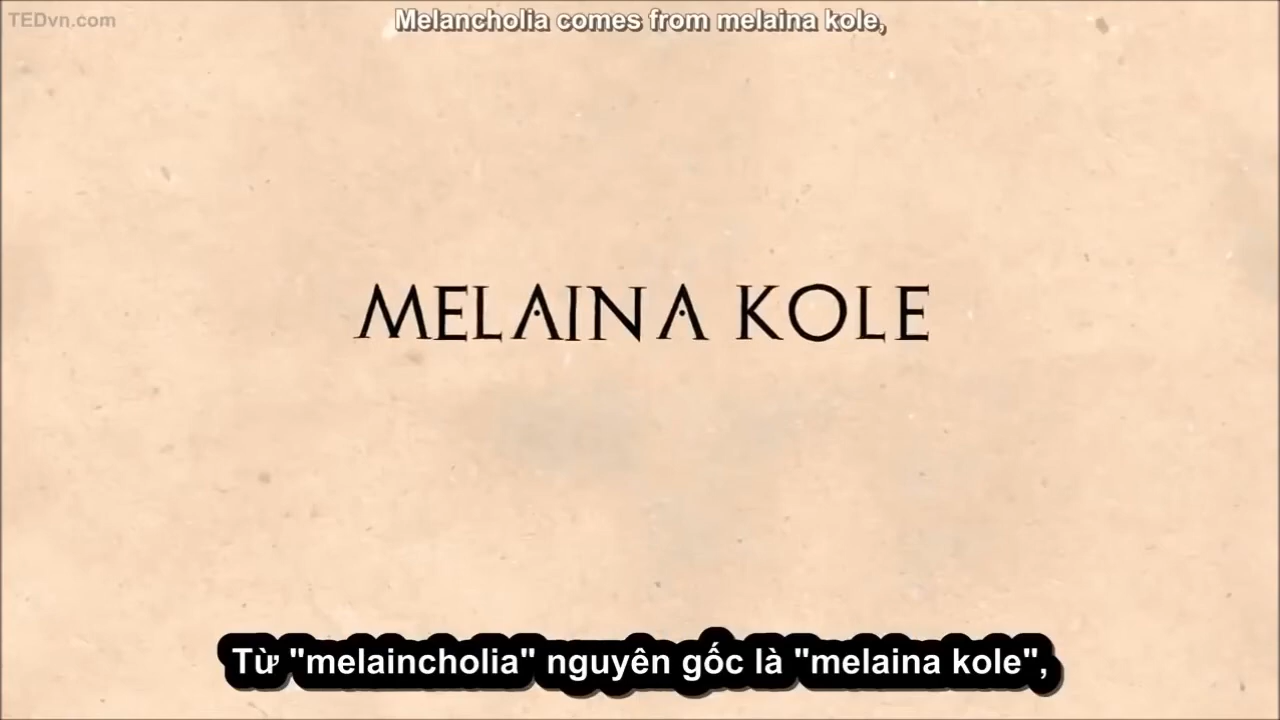 TEDvn.com
Melancholia comes from melaina kole,
MELAINA KOLE
Từ "melaincholia" nguyên gốc là "melaina kole",